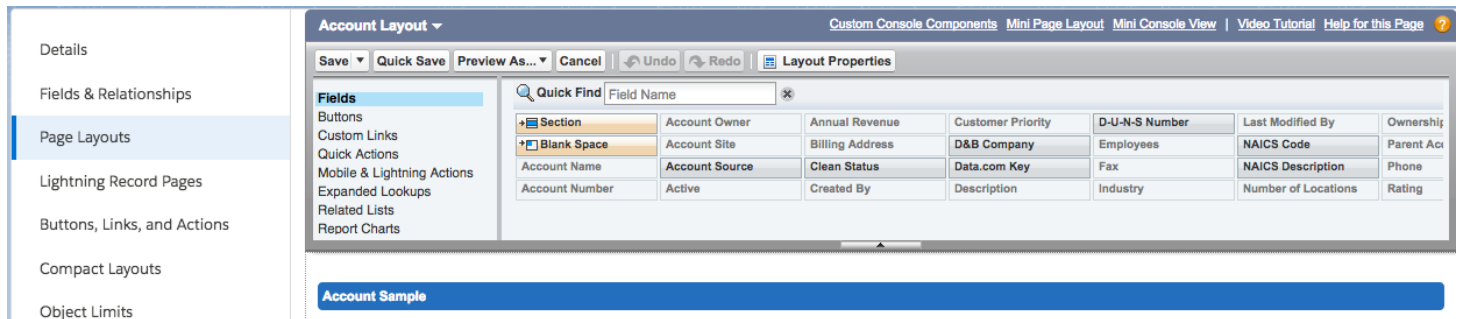 Details
Fields & Relationships
Page Layouts
Lightning Record Pages
Buttons, Links, and Actions
Compact Layouts
Object Limits
Account Layout
Custom Console Components Mini Page Layout Mini Console View | Video Tutorial Help for this Page
Save Quick Save Preview As... Cancel Undo Redo Layout Properties
Fields
Buttons
Custom Links
Quick Actions
Mobile & Lightning Actions
Expanded Lookups
Related Lists
Report Charts
Quick Find Field Name
Section Account Owner Annual Revenue Customer Priority D-U-N-S Number Last Modified By Ownership
Blank Space Account Site Billing Address D&B Company Employees NAICS Code Parent
Account Name Account Source Clean Status Data.com Key Fax NAICS Description Phone
Account Number Active Created By Description Industry Number of Locations Rating
Account Sample